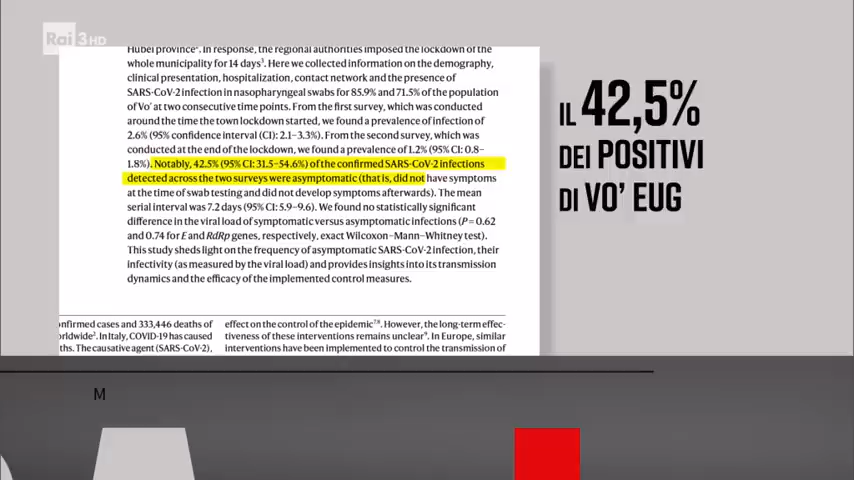 Rai 3 HD
Hubei province⁶. In response, the regional authorities imposed the lockdown of the
whole municipality for 14 days³. Here we collected information on the demography,
clinical presentation, hospitalization, contact network and the presence of
SARS-CoV-2 infection in nasopharyngeal swabs for 85.9% and 71.5% of the population
of Vo’ at two consecutive time points. From the first survey, which was conducted
around the time the town lockdown started, we found a prevalence of infection of
2.6% (95% confidence interval (CI): 2.1–3.3%). From the second survey, which was
conducted at the end of the lockdown, we found a prevalence of 1.2% (95% CI: 0.8–
1.8%). Notably, 42.5% (95% CI: 31.5–54.6%) of the confirmed SARS-CoV-2 infections
detected across the two surveys were asymptomatic (that is, did not have symptoms
at the time of swab testing and did not develop symptoms afterwards). The mean
serial interval was 7.2 days (95% CI: 5.9–9.6). We found no statistically significant
difference in the viral load of symptomatic versus asymptomatic infections (P = 0.62
and 0.74 for E and RdRp genes, respectively, exact Wilcoxon–Mann–Whitney test).
This study sheds light on the frequency of asymptomatic SARS-CoV-2 infection, their
infectivity (as measured by the viral load) and provides insights into its transmission
dynamics and the efficacy of the implemented control measures.
nfirmed cases and 333,446 deaths of
orldwide². In Italy, COVID-19 has caused
ths. The causative agent (SARS-CoV-2),
effect on the control of the epidemic⁷,⁸. However, the long-term effec-
tiveness of these interventions remains unclear⁹. In Europe, similar
interventions have been implemented to control the transmission of
IL 42,5%
DEI POSITIVI
DI VO’ EUG
M